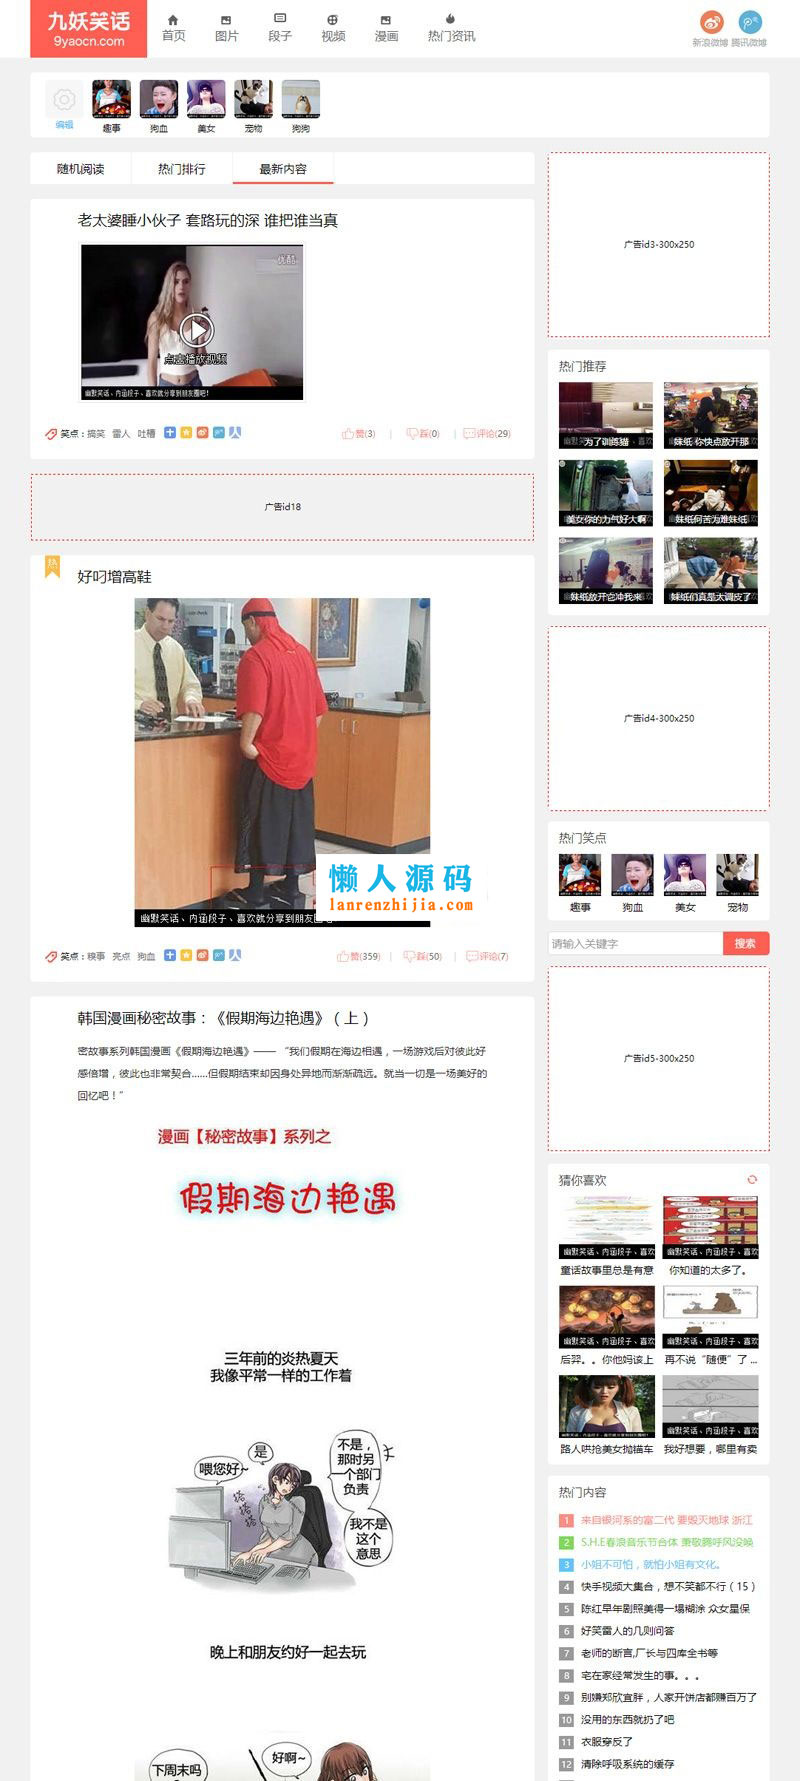 九妖笑话
9yaocn.com
首页
图片
段子
视频
漫画
热门资讯
新浪微博 腾讯微博
编辑
趣事
狗血
美女
宠物
狗狗
随机阅读
热门排行
最新内容
老太婆睡小伙子 套路玩的深 谁把谁当真
优酷
点击播放视频
幽默笑话、内涵段子、喜欢就分享到朋友圈吧!
笑点：搞笑 雷人 吐槽
赞(3)
踩(0)
评论(29)
广告id18
热
好叼增高鞋
懒人源码
lanrenzhijia.com
幽默笑话、内涵段子、喜欢就分享到朋友圈吧!
笑点：糗事 亮点 狗血
赞(359)
踩(50)
评论(7)
韩国漫画秘密故事：《假期海边艳遇》（上）
密故事系列韩国漫画《假期海边艳遇》—— “我们假期在海边相遇，一场游戏后对彼此好
感倍增，彼此也非常契合......但假期结束却因身处异地而渐渐疏远。就当一切是一场美好的
回忆吧！”
漫画【秘密故事】系列之
假期海边艳遇
三年前的炎热夏天
我像平常一样的工作着
不是，
那时另
一个部门
负责
是
喂您好~
嗒嗒嗒
我不是
这个
意思
晚上和朋友约好一起去玩
下周末吗
好啊~
广告id3-300x250
热门推荐
为了训练猫
妹纸 你快点放开那
美女你的力气好大啊
妹纸何苦为难妹纸
妹纸放开它冲我来
妹纸们真是太调皮了
广告id4-300x250
热门笑点
趣事
狗血
美女
宠物
请输入关键字
搜索
广告id5-300x250
猜你喜欢
幽默笑话、内涵段子、喜欢
幽默笑话、内涵段子、喜欢
童话故事里总是有意
你知道的太多了。
幽默笑话、内涵段子、喜欢
幽默笑话、内涵段子、喜欢
后羿。。你他妈该上
再不说“随便”了 ...
幽默笑话、内涵段子、喜欢就分享到朋友圈吧!
幽默笑话、内涵段子、喜欢
路人哄抢美女抛锚车
我好想要，哪里有卖
热门内容
1 来自银河系的富二代 要毁灭地球 浙江
2 S.H.E春浪音乐节合体 萧敬腾呼风没唤
3 小姐不可怕，就怕小姐有文化。
4 快手视频大集合，想不笑都不行（15）
5 陈红早年剧照美得一塌糊涂 众女星保
6 好笑雷人的几则问答
7 老师的断言,厂长与四库全书等
8 宅在家经常发生的事。。。
9 别嫌郑欣宜胖，人家开饼店都赚百万了
10 没用的东西就扔了吧
11 衣服穿反了
12 清除呼吸系统的缓存